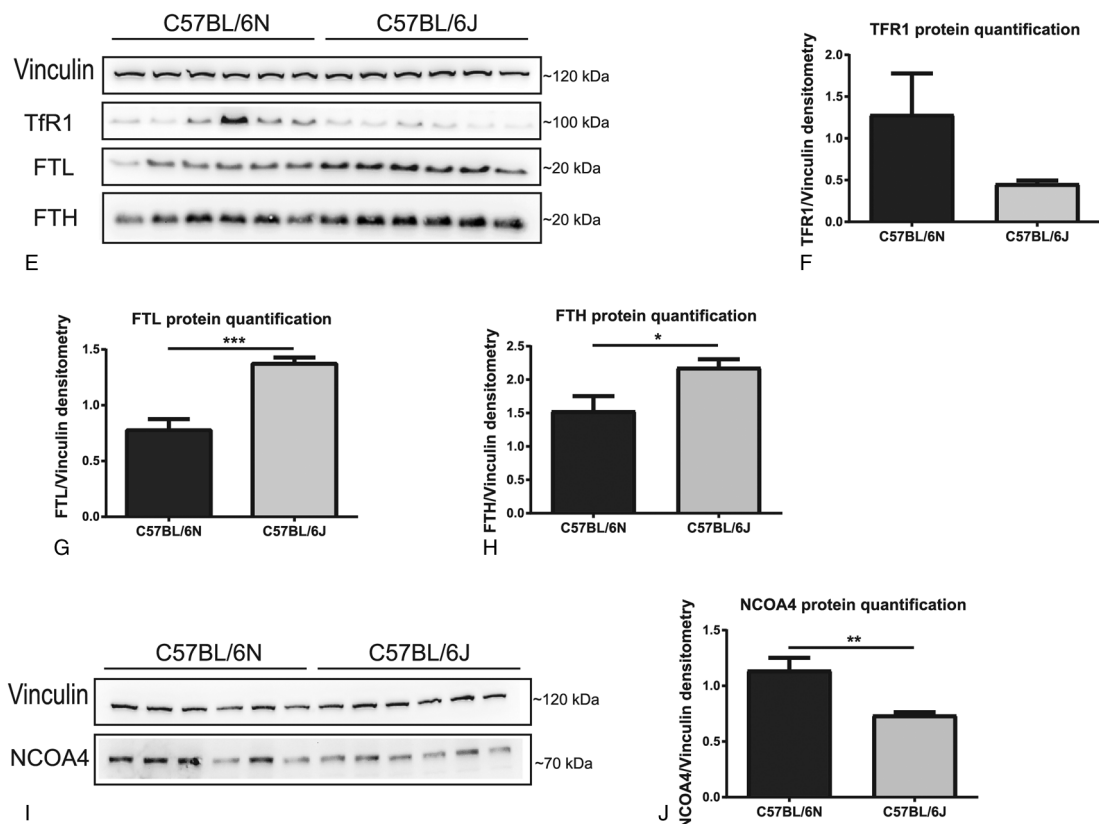 C57BL/6N C57BL/6J
Vinculin ~120 kDa
TfR1 ~100 kDa
FTL ~20 kDa
FTH ~20 kDa
E
TFR1 protein quantification
TFR1/Vinculin densitometry
2.0
1.5
1.0
0.5
0.0
C57BL/6N C57BL/6J
F
FTL protein quantification
***
FTL/Vinculin densitometry
1.5
1.0
0.5
0.0
C57BL/6N C57BL/6J
G
FTH protein quantification
*
FTH/Vinculin densitometry
2.5
2.0
1.5
1.0
0.5
0.0
C57BL/6N C57BL/6J
H
C57BL/6N C57BL/6J
Vinculin ~120 kDa
NCOA4 ~70 kDa
I
NCOA4 protein quantification
**
NCOA4/Vinculin densitometry
1.5
1.0
0.5
0.0
C57BL/6N C57BL/6J
J